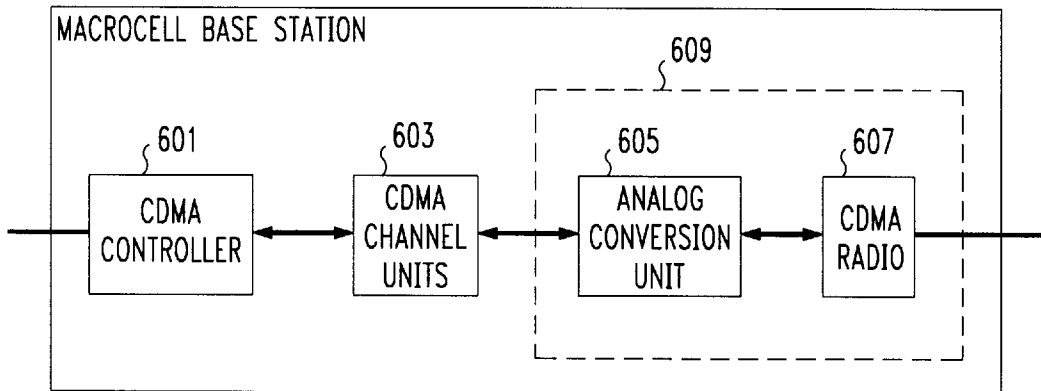 MACROCELL BASE STATION
609
601
603
605
607
CDMA
CONTROLLER
CDMA
CHANNEL
UNITS
ANALOG
CONVERSION
UNIT
CDMA
RADIO